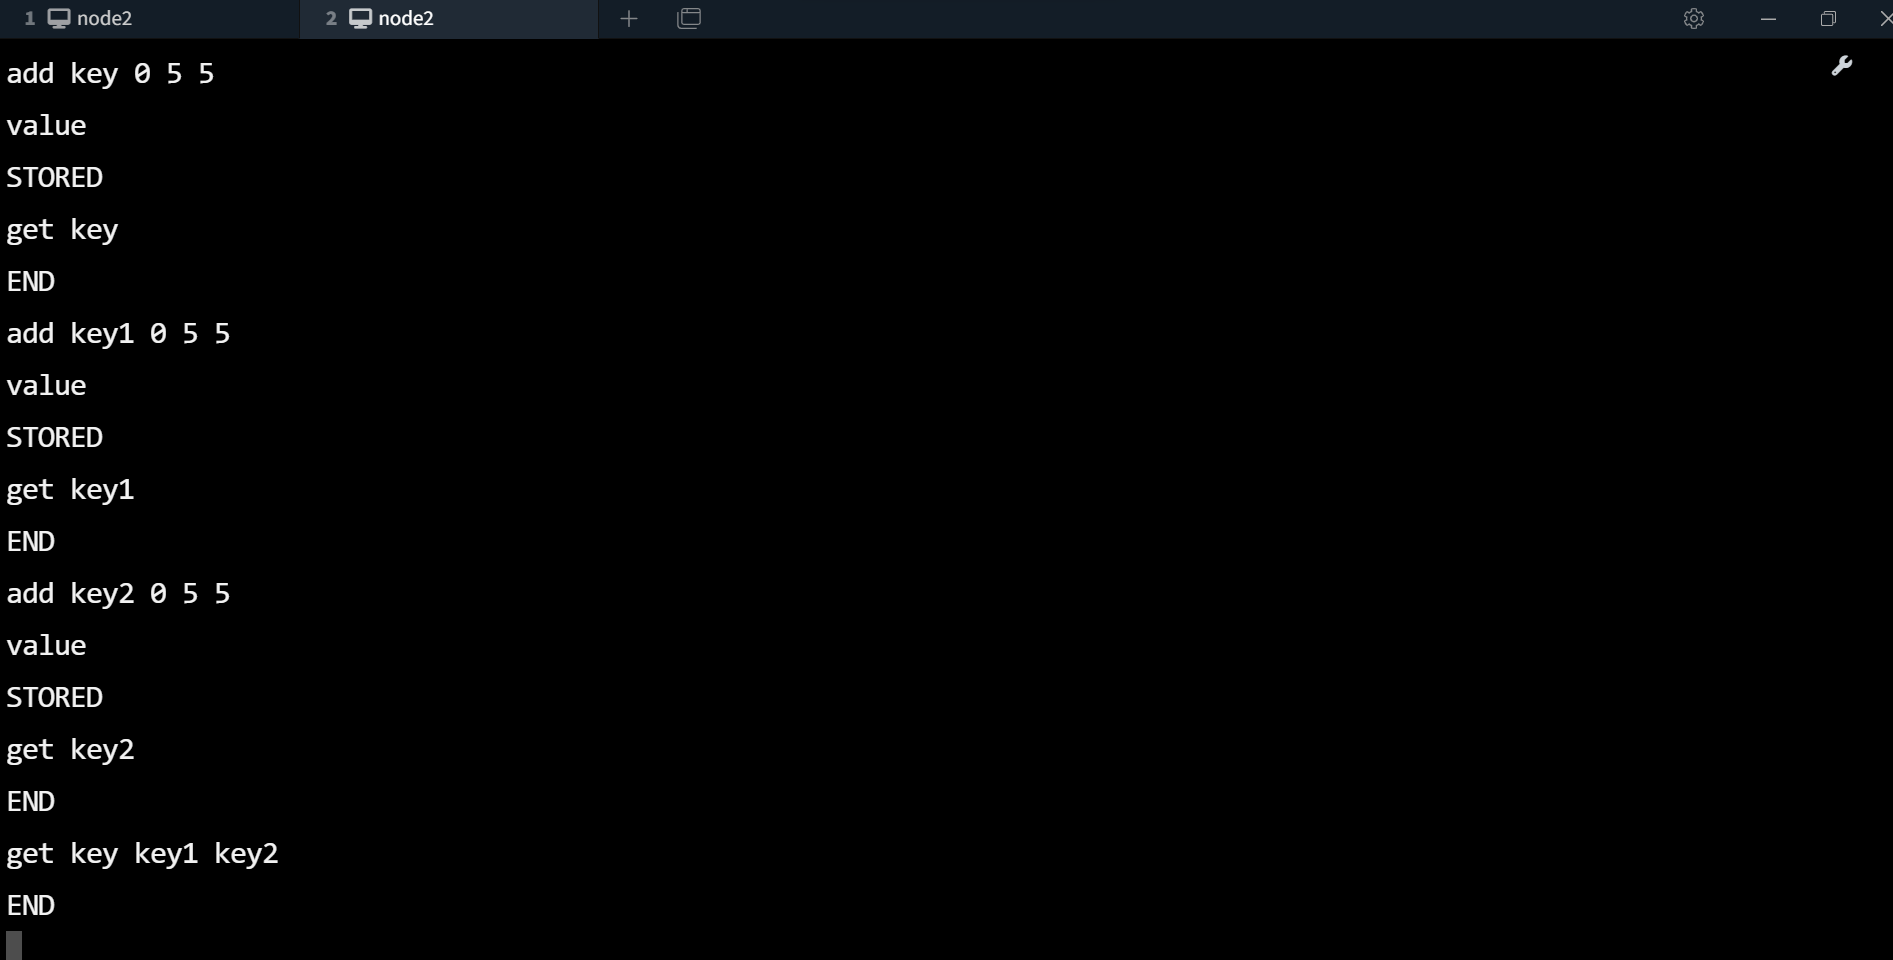 1 node2 2 node2
add key 0 5 5
value
STORED
get key
END
add key1 0 5 5
value
STORED
get key1
END
add key2 0 5 5
value
STORED
get key2
END
get key key1 key2
END